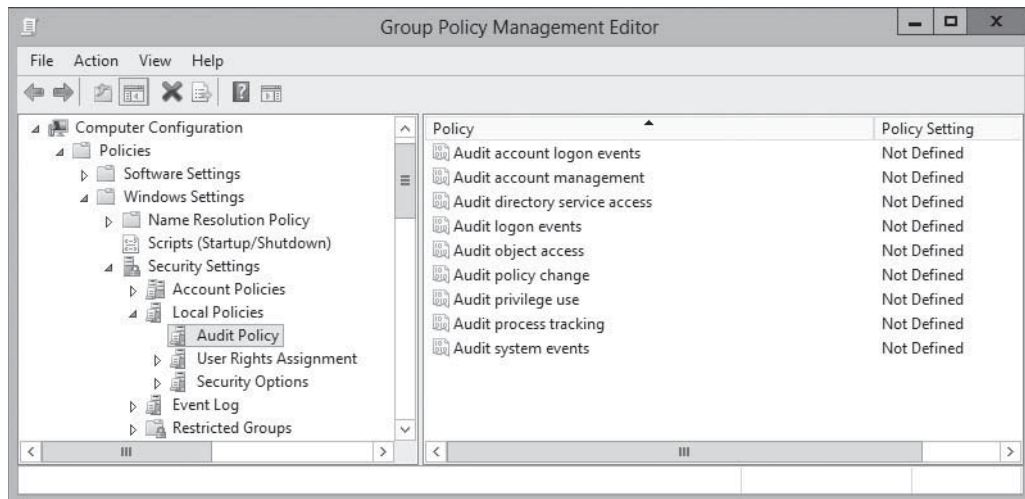 Group Policy Management Editor
File Action View Help
Computer Configuration
Policies
Software Settings
Windows Settings
Name Resolution Policy
Scripts (Startup/Shutdown)
Security Settings
Account Policies
Local Policies
Audit Policy
User Rights Assignment
Security Options
Event Log
Restricted Groups
Policy Policy Setting
Audit account logon events Not Defined
Audit account management Not Defined
Audit directory service access Not Defined
Audit logon events Not Defined
Audit object access Not Defined
Audit policy change Not Defined
Audit privilege use Not Defined
Audit process tracking Not Defined
Audit system events Not Defined